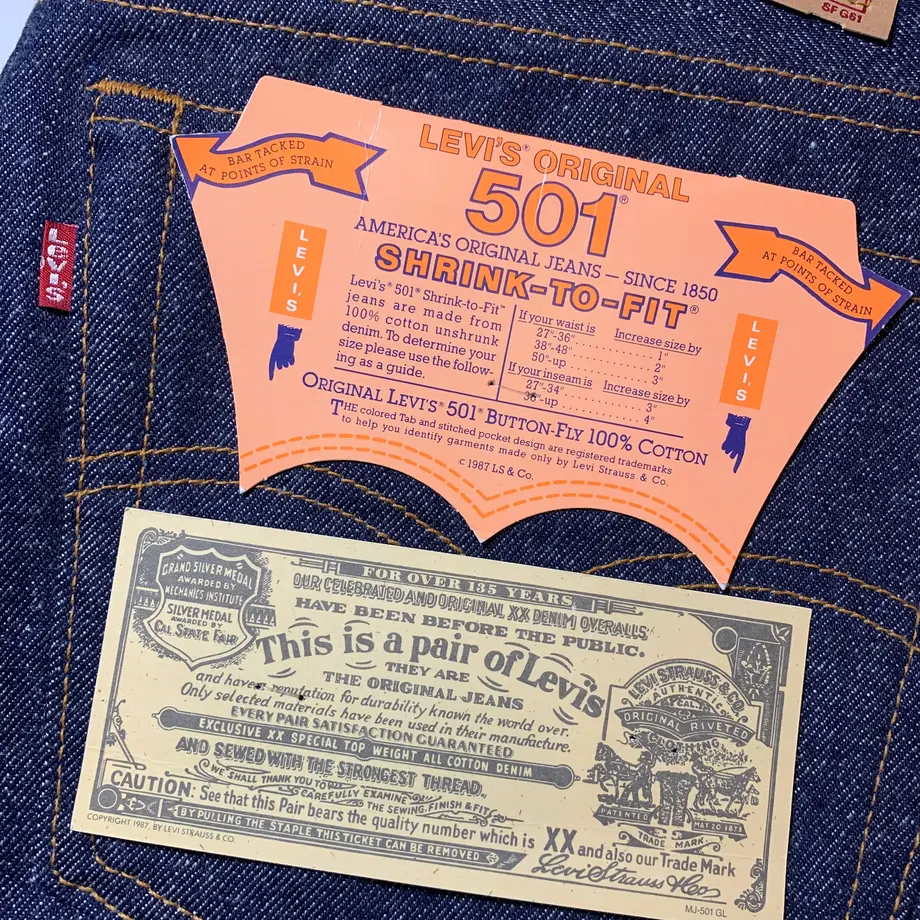 SF G61
LEVI'S® ORIGINAL
501®
AMERICA'S ORIGINAL JEANS — SINCE 1850
SHRINK-TO-FIT®
BAR TACKED
AT POINTS OF STRAIN
BAR TACKED
AT POINTS OF STRAIN
LEVI'S
LEVI'S
LEVI'S
Levi's® 501® Shrink-to-Fit™
jeans are made from
100% cotton unshrunk
denim. To determine your
size please use the follow-
ing as a guide.
If your waist is Increase size by
27"-36" . . . . . . . . . . . 1"
38"-48" . . . . . . . . . . . 2"
50"-up . . . . . . . . . . . 3"
If your inseam is Increase size by
27"-34" . . . . . . . . . . . 3"
36"-up . . . . . . . . . . . 4"
ORIGINAL LEVI'S® 501® BUTTON-FLY 100% COTTON
THE colored Tab and stitched pocket design are registered trademarks
to help you identify garments made only by Levi Strauss & Co.
c 1987 LS & Co.
GRAND SILVER MEDAL
AWARDED BY
MECHANICS INSTITUTE
SILVER MEDAL
AWARDED BY
CAL STATE FAIR
FOR OVER 135 YEARS
OUR CELEBRATED AND ORIGINAL XX DENIM OVERALLS
HAVE BEEN BEFORE THE PUBLIC.
This is a pair of Levi's
THEY ARE
THE ORIGINAL JEANS
and have a reputation for durability known the world over.
Only selected materials have been used in their manufacture.
EVERY PAIR SATISFACTION GUARANTEED
EXCLUSIVE XX SPECIAL TOP WEIGHT ALL COTTON DENIM
AND SEWED WITH THE STRONGEST THREAD,
WE SHALL THANK YOU TO
CAREFULLY EXAMINE
THE SEWING, FINISH & FIT
CAUTION: See that this Pair bears the quality number which is XX and also our Trade Mark
BY PULLING THE STAPLE THIS TICKET CAN BE REMOVED
COPYRIGHT 1987, BY LEVI STRAUSS & CO.
Levi Strauss & Co
MJ-501 GL
LEVI STRAUSS & CO.
AUTHENTIC
S.F. CAL.
ORIGINAL RIVETED
CLOTHING
PATENTED
MAY 20 1873
TRADE MARK